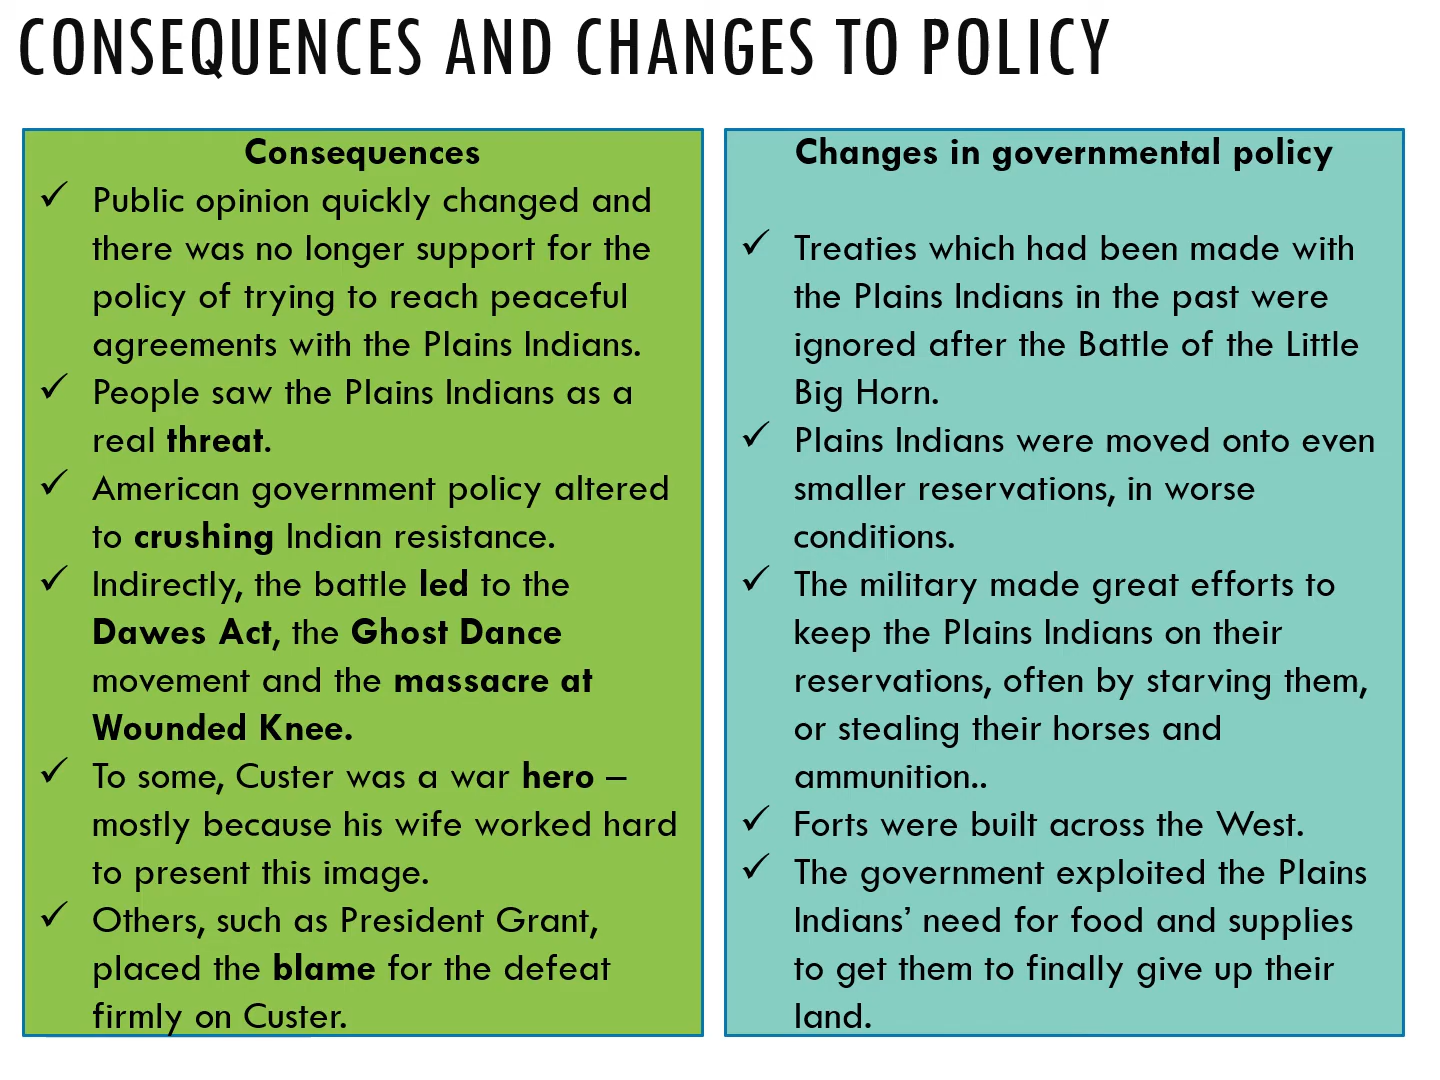 CONSEQUENCES AND CHANGES TO POLICY
Consequences
✓ Public opinion quickly changed and
there was no longer support for the
policy of trying to reach peaceful
agreements with the Plains Indians.
✓ People saw the Plains Indians as a
real threat.
✓ American government policy altered
to crushing Indian resistance.
✓ Indirectly, the battle led to the
Dawes Act, the Ghost Dance
movement and the massacre at
Wounded Knee.
✓ To some, Custer was a war hero –
mostly because his wife worked hard
to present this image.
✓ Others, such as President Grant,
placed the blame for the defeat
firmly on Custer.
Changes in governmental policy
✓ Treaties which had been made with
the Plains Indians in the past were
ignored after the Battle of the Little
Big Horn.
✓ Plains Indians were moved onto even
smaller reservations, in worse
conditions.
✓ The military made great efforts to
keep the Plains Indians on their
reservations, often by starving them,
or stealing their horses and
ammunition..
✓ Forts were built across the West.
✓ The government exploited the Plains
Indians’ need for food and supplies
to get them to finally give up their
land.